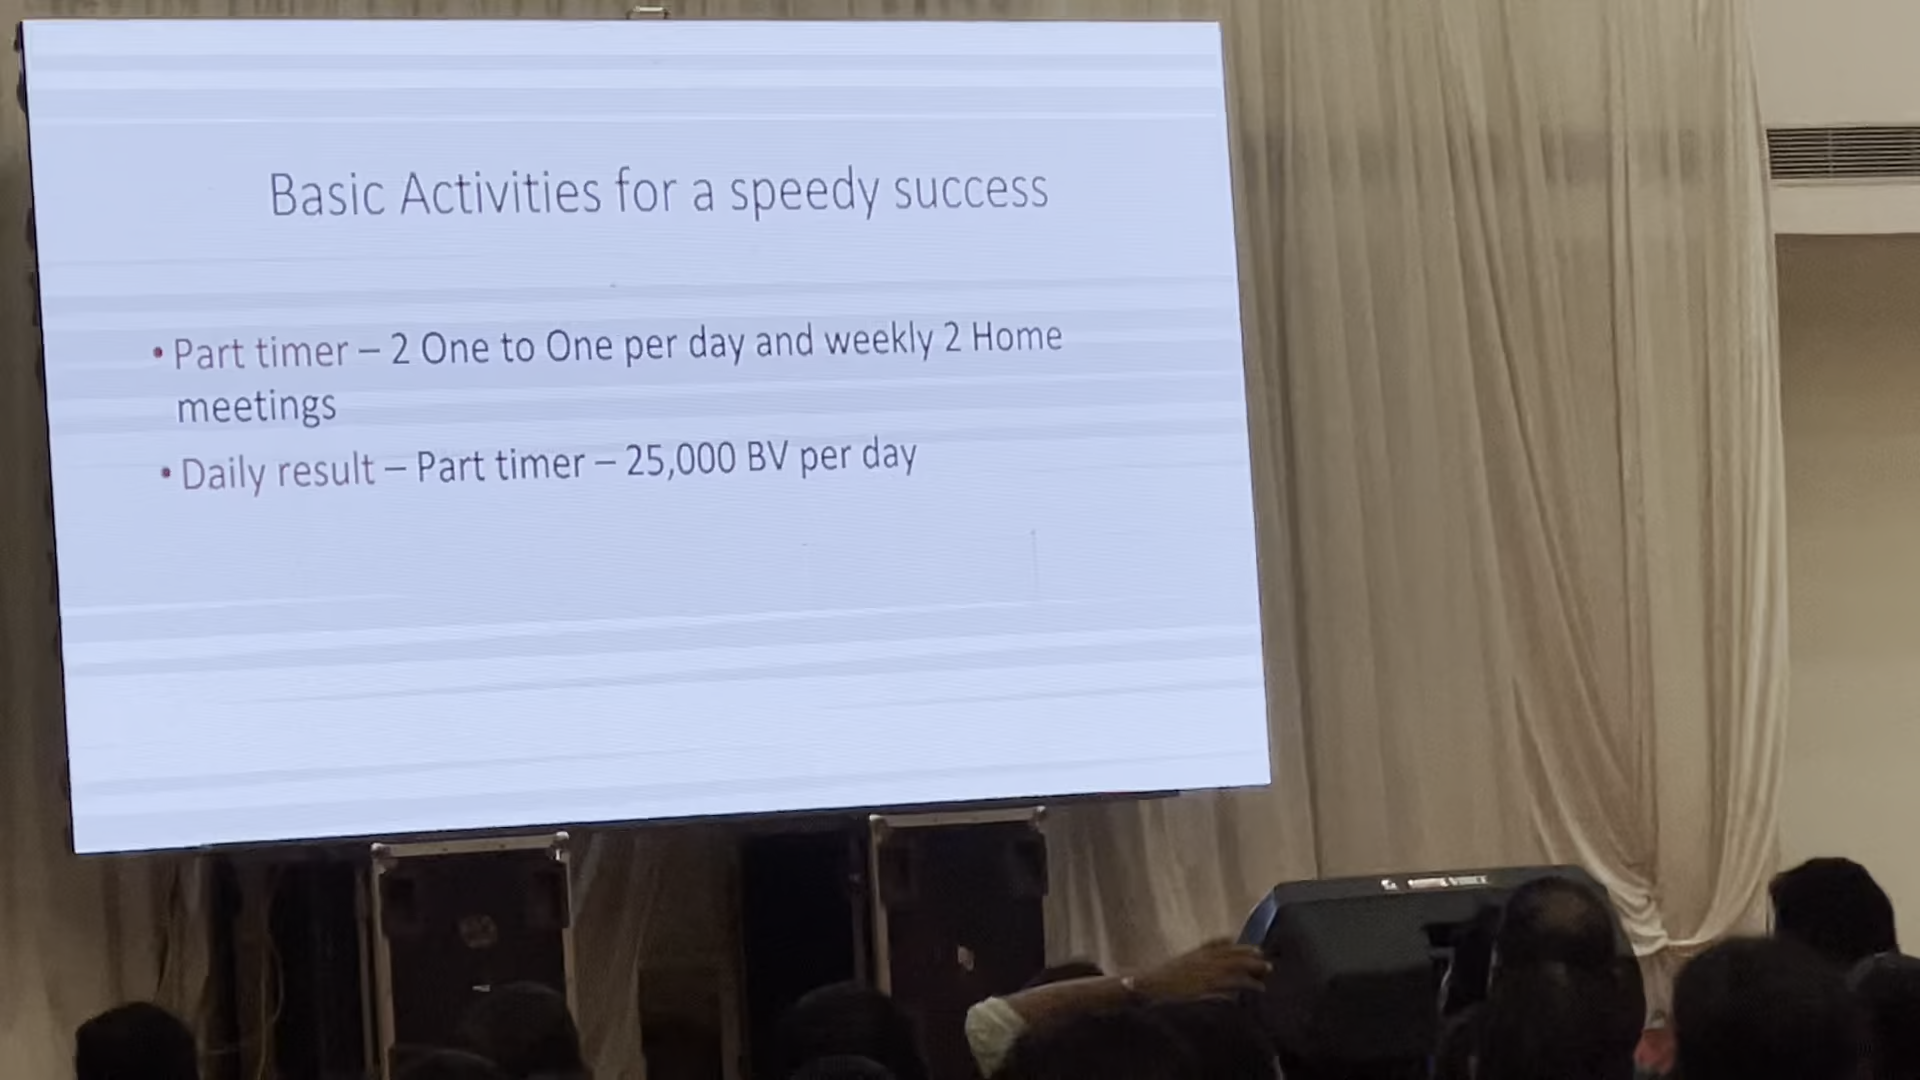 Basic Activities for a speedy success
• Part timer – 2 One to One per day and weekly 2 Home
meetings
• Daily result – Part timer – 25,000 BV per day